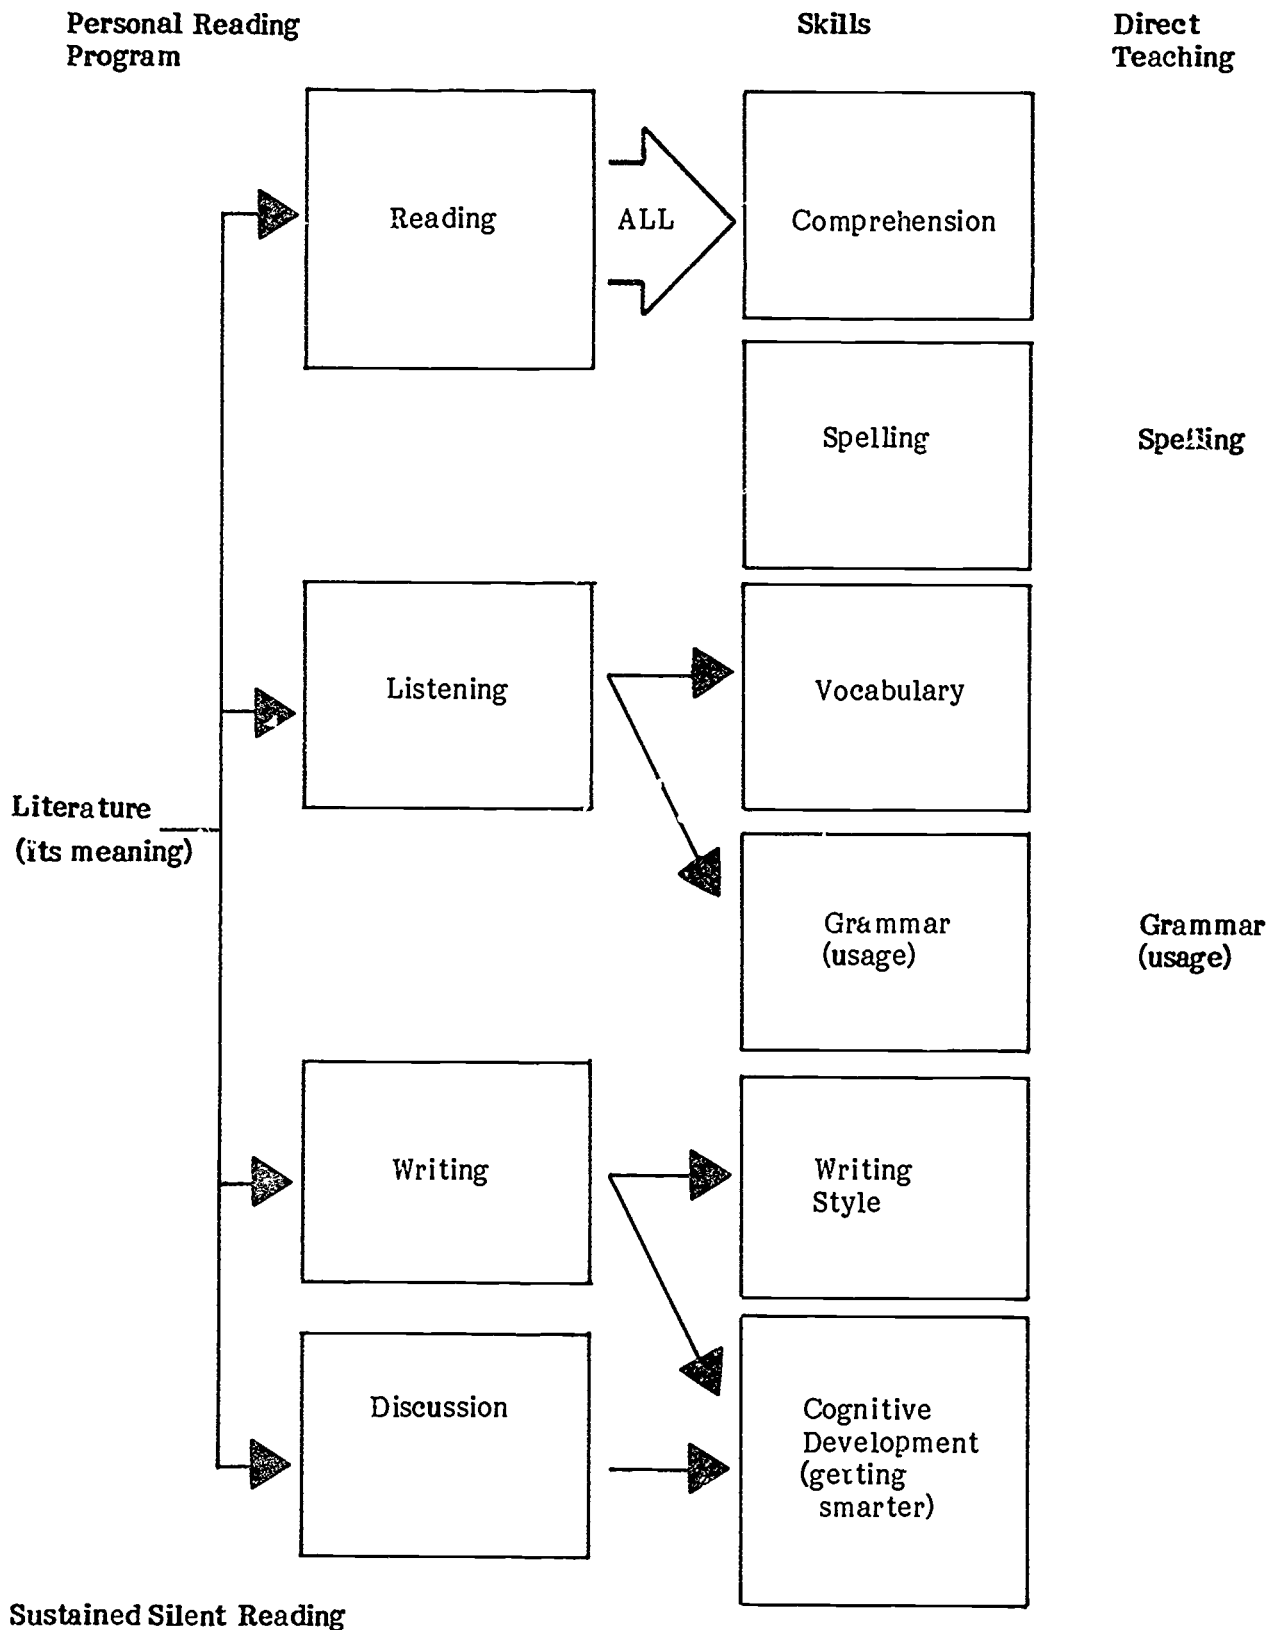 Personal Reading
Program
Skills
Direct
Teaching
Reading
ALL
Comprehension
Spelling
Spelling
Listening
Vocabulary
Literature
(its meaning)
Grammar
(usage)
Grammar
(usage)
Writing
Writing
Style
Discussion
Cognitive
Development
(getting
smarter)
Sustained Silent Reading